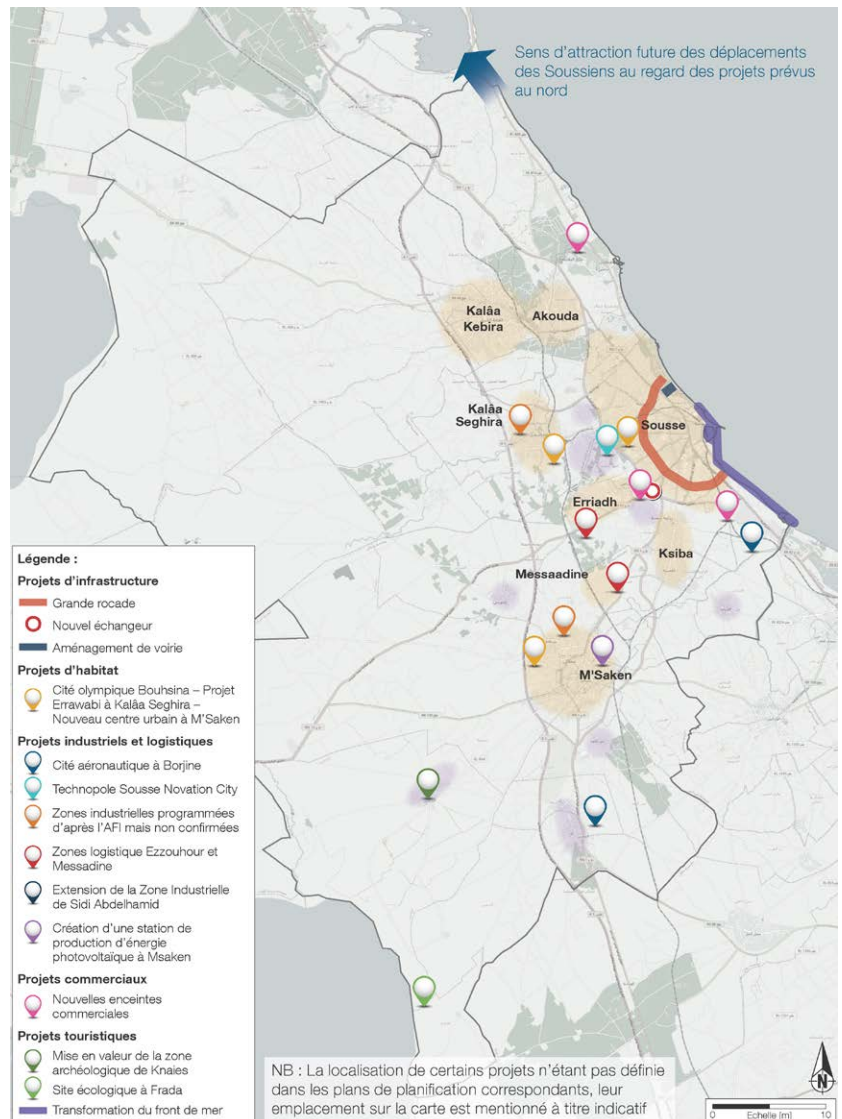 Sens d'attraction future des déplacements
des Soussiens au regard des projets prévus
au nord
Kalâa
Kebira
Akouda
Kalâa
Seghira
Sousse
Erriadh
Ksiba
Messaadine
M'Saken
Légende :
Projets d'infrastructure
Grande rocade
Nouvel échangeur
Aménagement de voirie
Projets d'habitat
Cité olympique Bouhsina – Projet
Errawabi à Kalâa Seghira –
Nouveau centre urbain à M'Saken
Projets industriels et logistiques
Cité aéronautique à Borjine
Technopole Sousse Novation City
Zones industrielles programmées
d'après l'AFI mais non confirmées
Zones logistique Ezzouhour et
Messadine
Extension de la Zone Industrielle
de Sidi Abdelhamid
Création d'une station de
production d'énergie
photovoltaïque à Msaken
Projets commerciaux
Nouvelles enceintes
commerciales
Projets touristiques
Mise en valeur de la zone
archéologique de Knaies
Site écologique à Frada
Transformation du front de mer
NB : La localisation de certains projets n'étant pas définie
dans les plans de planification correspondants, leur
emplacement sur la carte est mentionné à titre indicatif
N
0 Echelle [m] 10